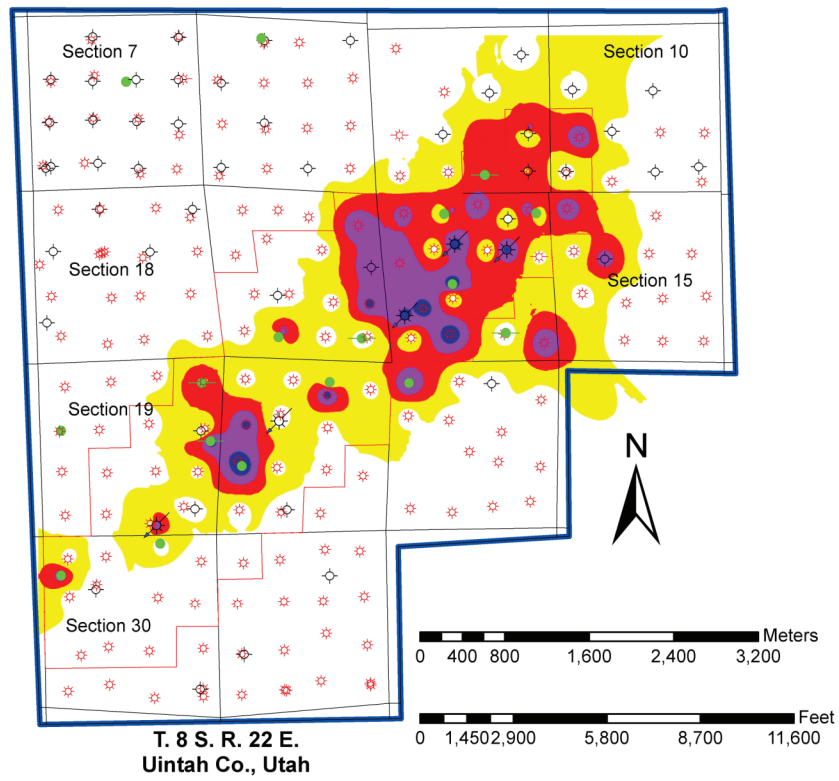 Section 7
Section 10
Section 18
Section 15
Section 19
N
Section 30
Meters
0 400 800 1,600 2,400 3,200
Feet
0 1,450 2,900 5,800 8,700 11,600
T. 8 S. R. 22 E.
Uintah Co., Utah